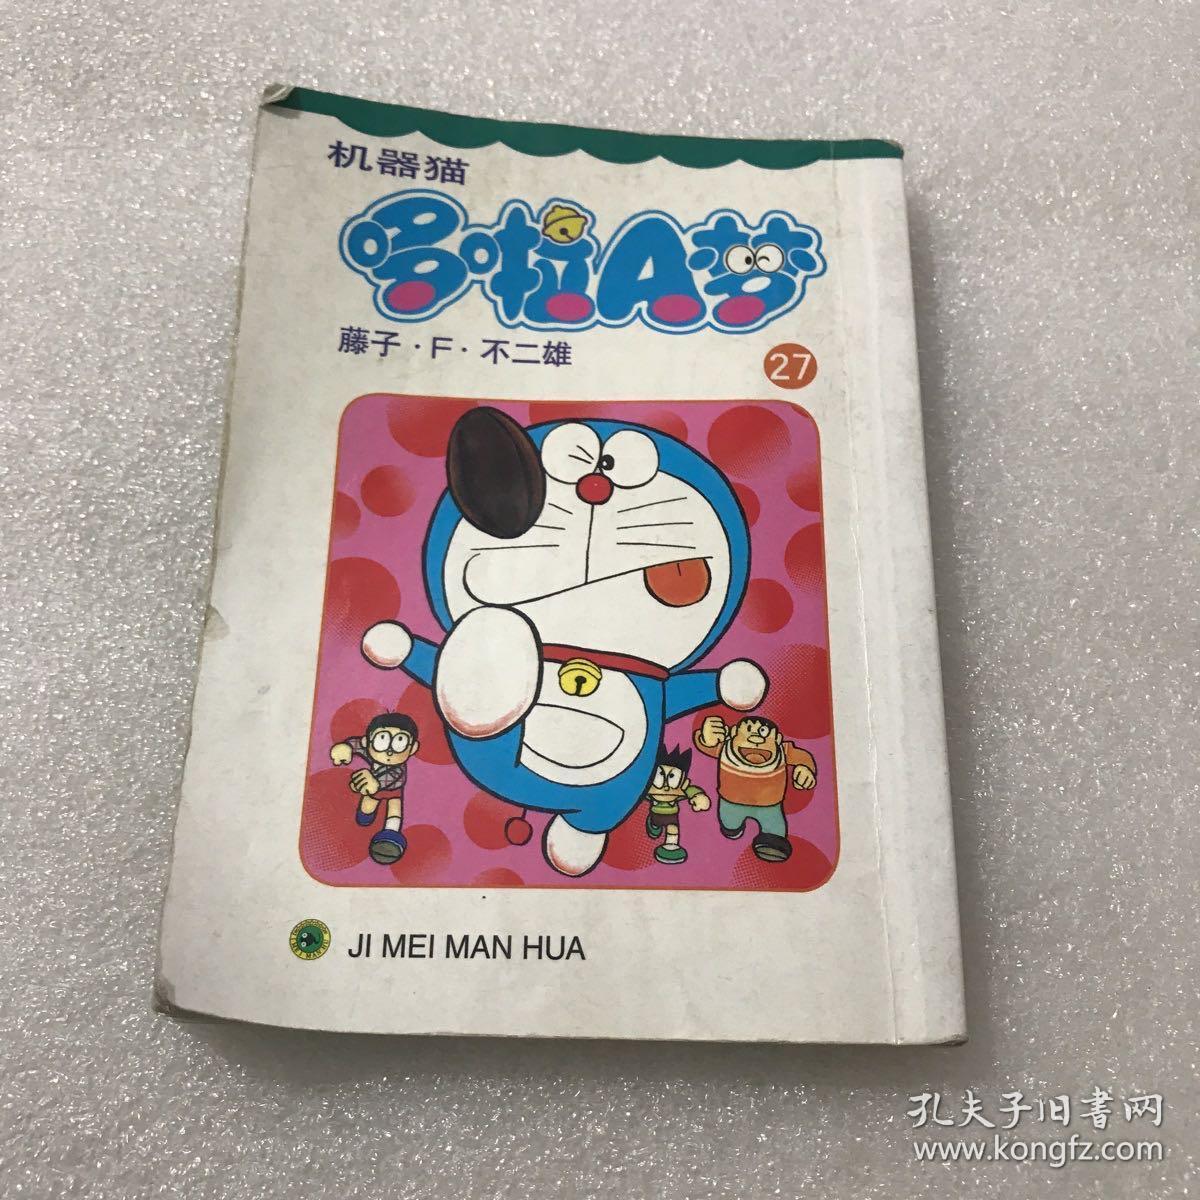 机器猫
哆啦A梦
藤子·F·不二雄
27
JI MEI MAN HUA
孔夫子旧書网
www.kongfz.com